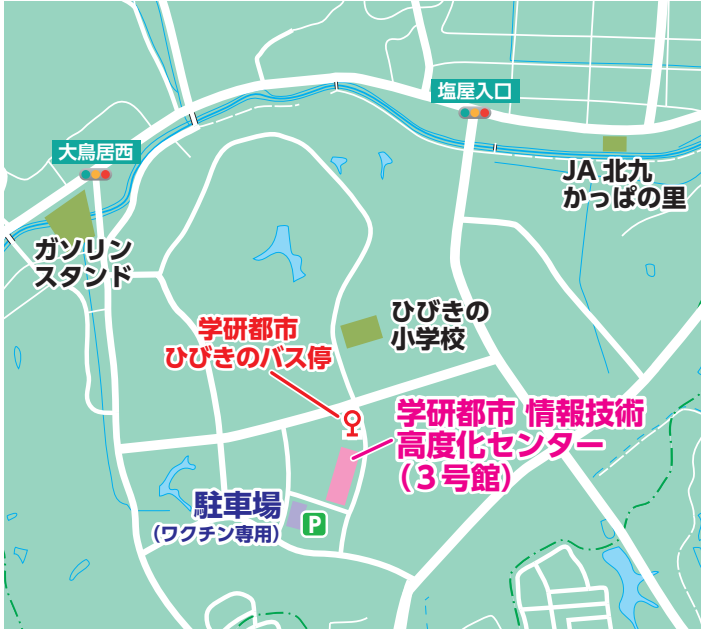 塩屋入口
大鳥居西
JA 北九
かっぱの里
ガソリン
スタンド
ひびきの
小学校
学研都市
ひびきのバス停
学研都市 情報技術
高度化センター
(3号館)
駐車場
(ワクチン専用)
P